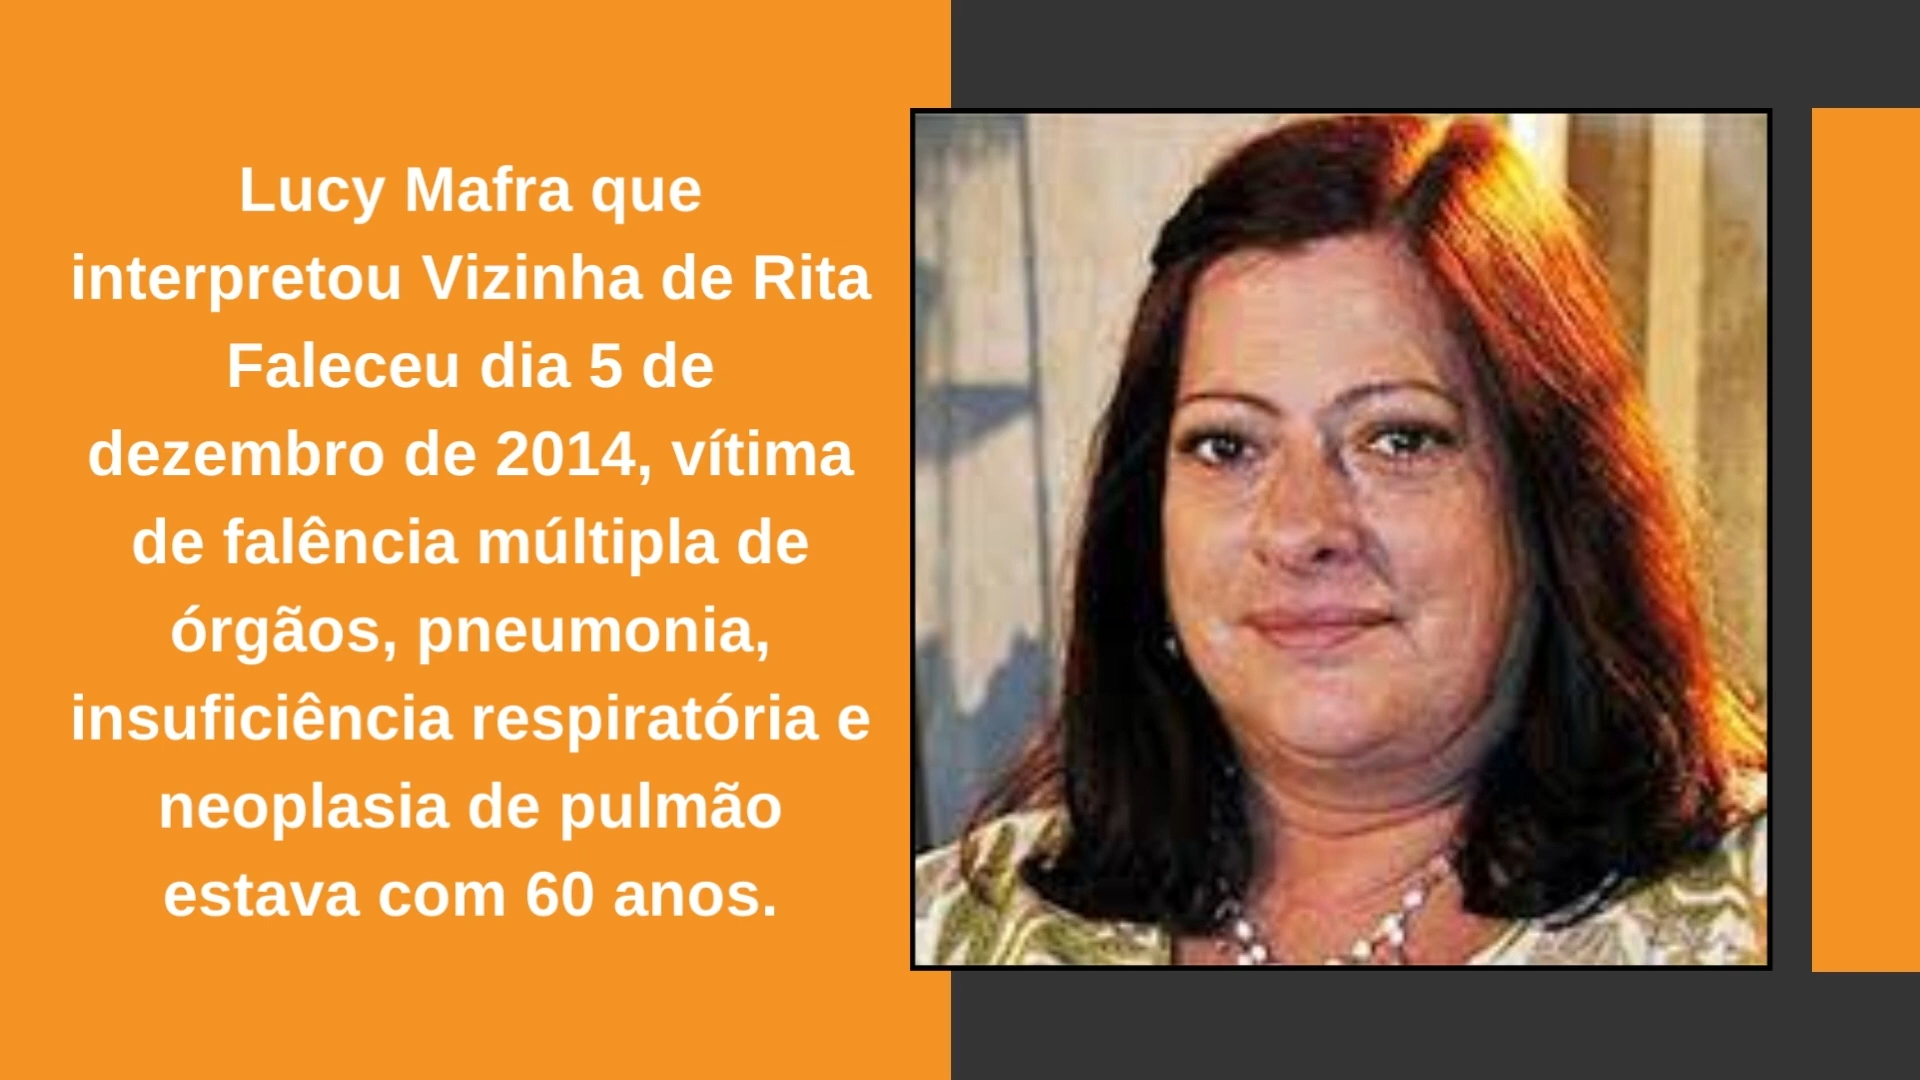 Lucy Mafra que
interpretou Vizinha de Rita
Faleceu dia 5 de
dezembro de 2014, vítima
de falência múltipla de
órgãos, pneumonia,
insuficiência respiratória e
neoplasia de pulmão
estava com 60 anos.